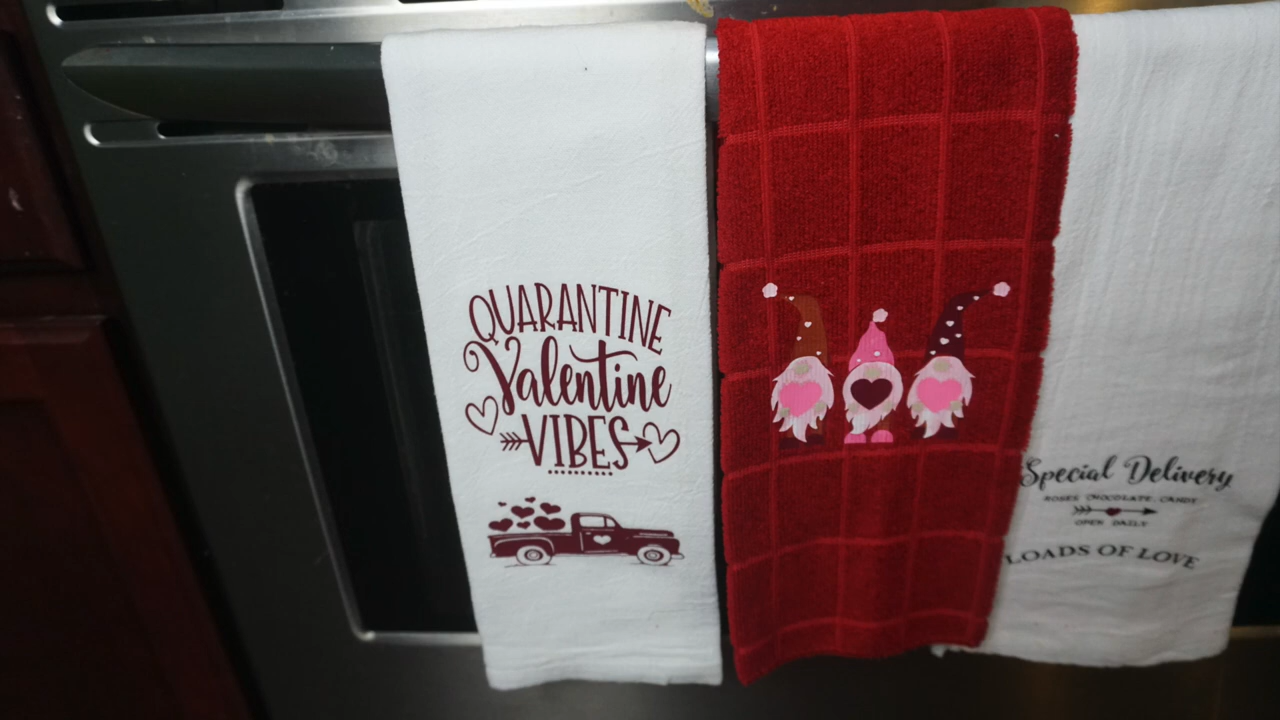 QUARANTINE
Valentine
VIBES
Special Delivery
ROSES CHOCOLATE, CANDY
OPEN DAILY
LOADS OF LOVE